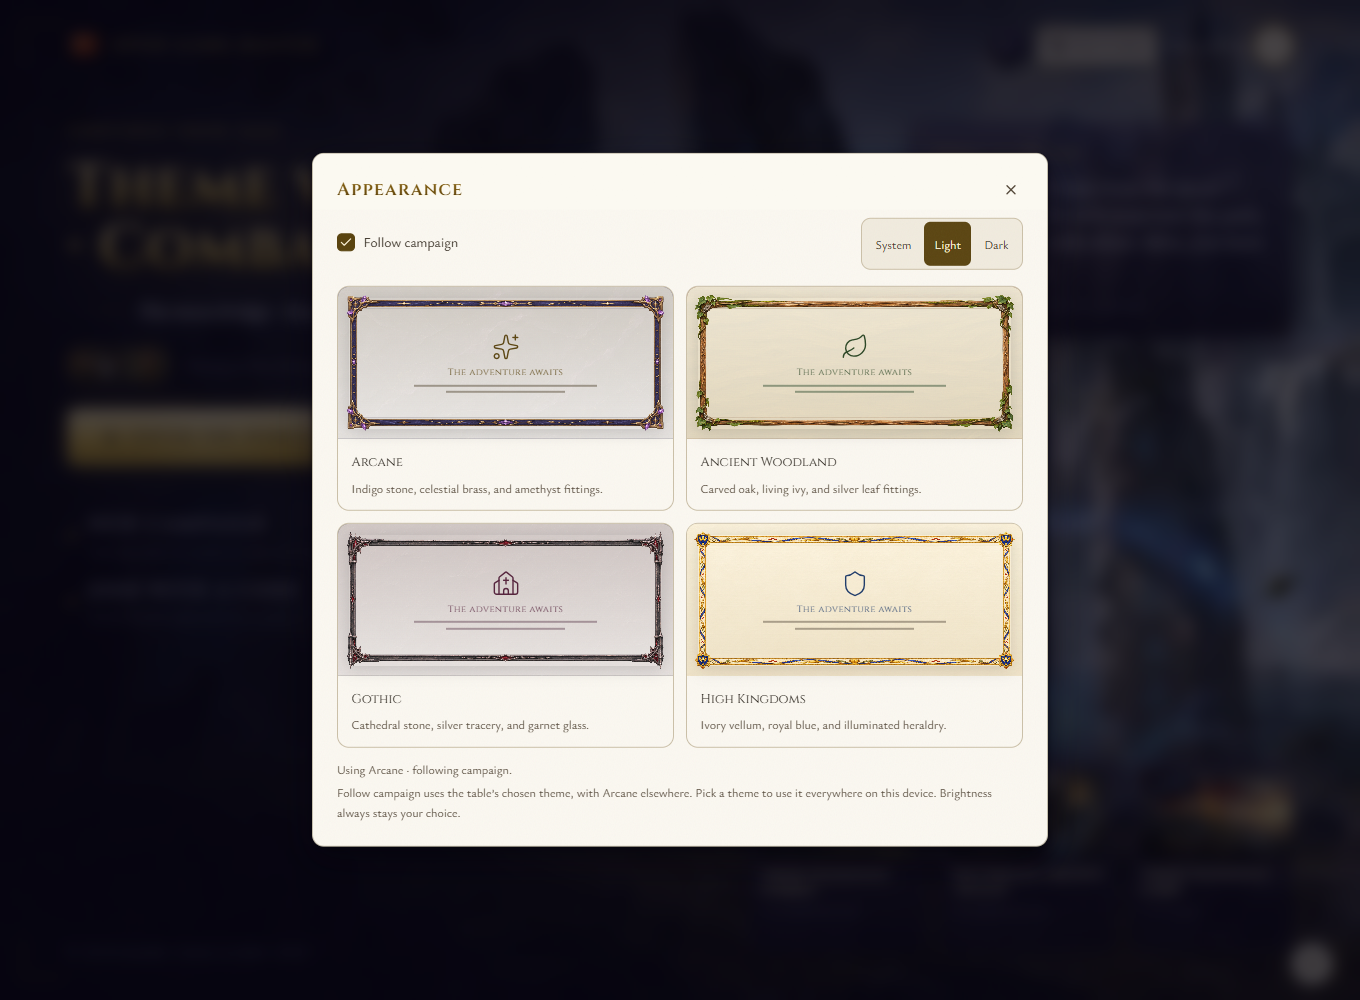 Appearance
Follow campaign
System Light Dark
The adventure awaits
Arcane
Indigo stone, celestial brass, and amethyst fittings.
The adventure awaits
Ancient Woodland
Carved oak, living ivy, and silver leaf fittings.
The adventure awaits
Gothic
Cathedral stone, silver tracery, and garnet glass.
The adventure awaits
High Kingdoms
Ivory vellum, royal blue, and illuminated heraldry.
Using Arcane · following campaign.
Follow campaign uses the table's chosen theme, with Arcane elsewhere. Pick a theme to use it everywhere on this device. Brightness
always stays your choice.
Theme